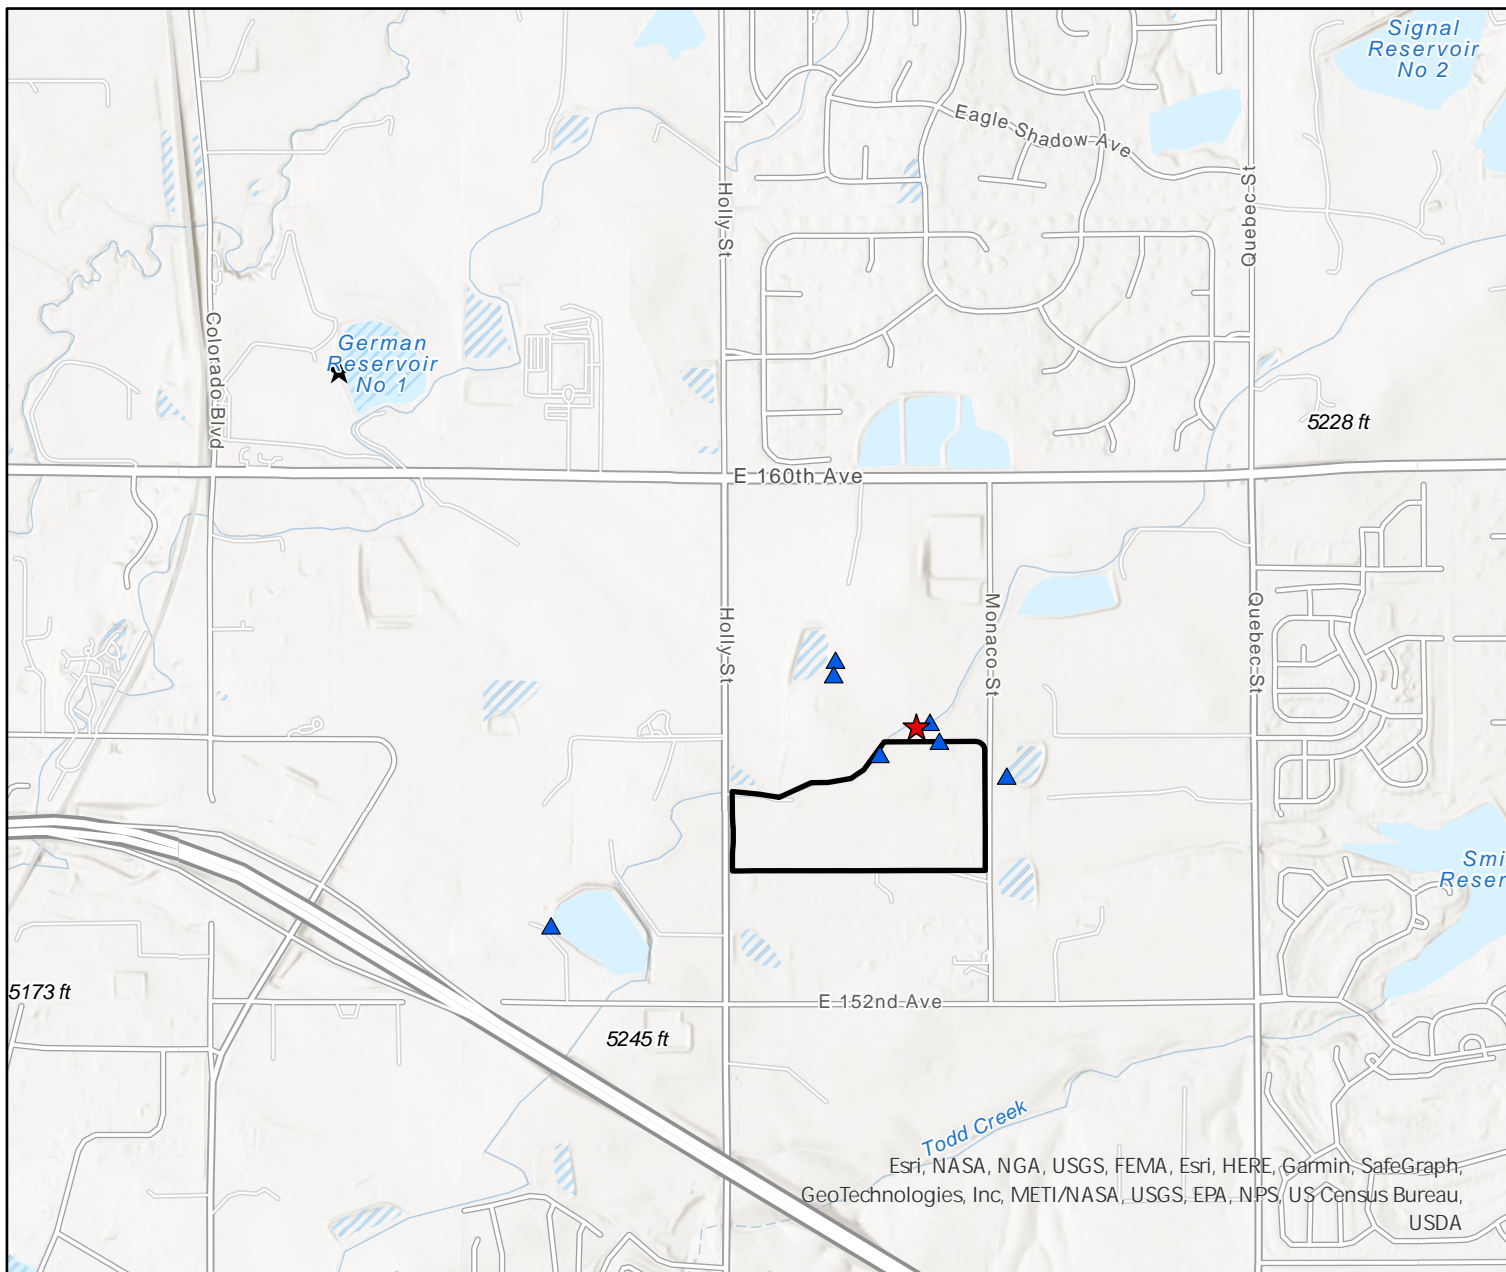 Signal
Reservoir
No 2
Eagle Shadow Ave
Holly St
Quebec St
Colorado Blvd
German
Reservoir
No 1
5228 ft
E 160th Ave
Holly St
Monaco St
Quebec St
Smi
Reser
5173 ft
E 152nd Ave
5245 ft
Todd Creek
Esri, NASA, NGA, USGS, FEMA, Esri, HERE, Garmin, SafeGraph,
GeoTechnologies, Inc, METI/NASA, USGS, EPA, NPS, US Census Bureau,
USDA